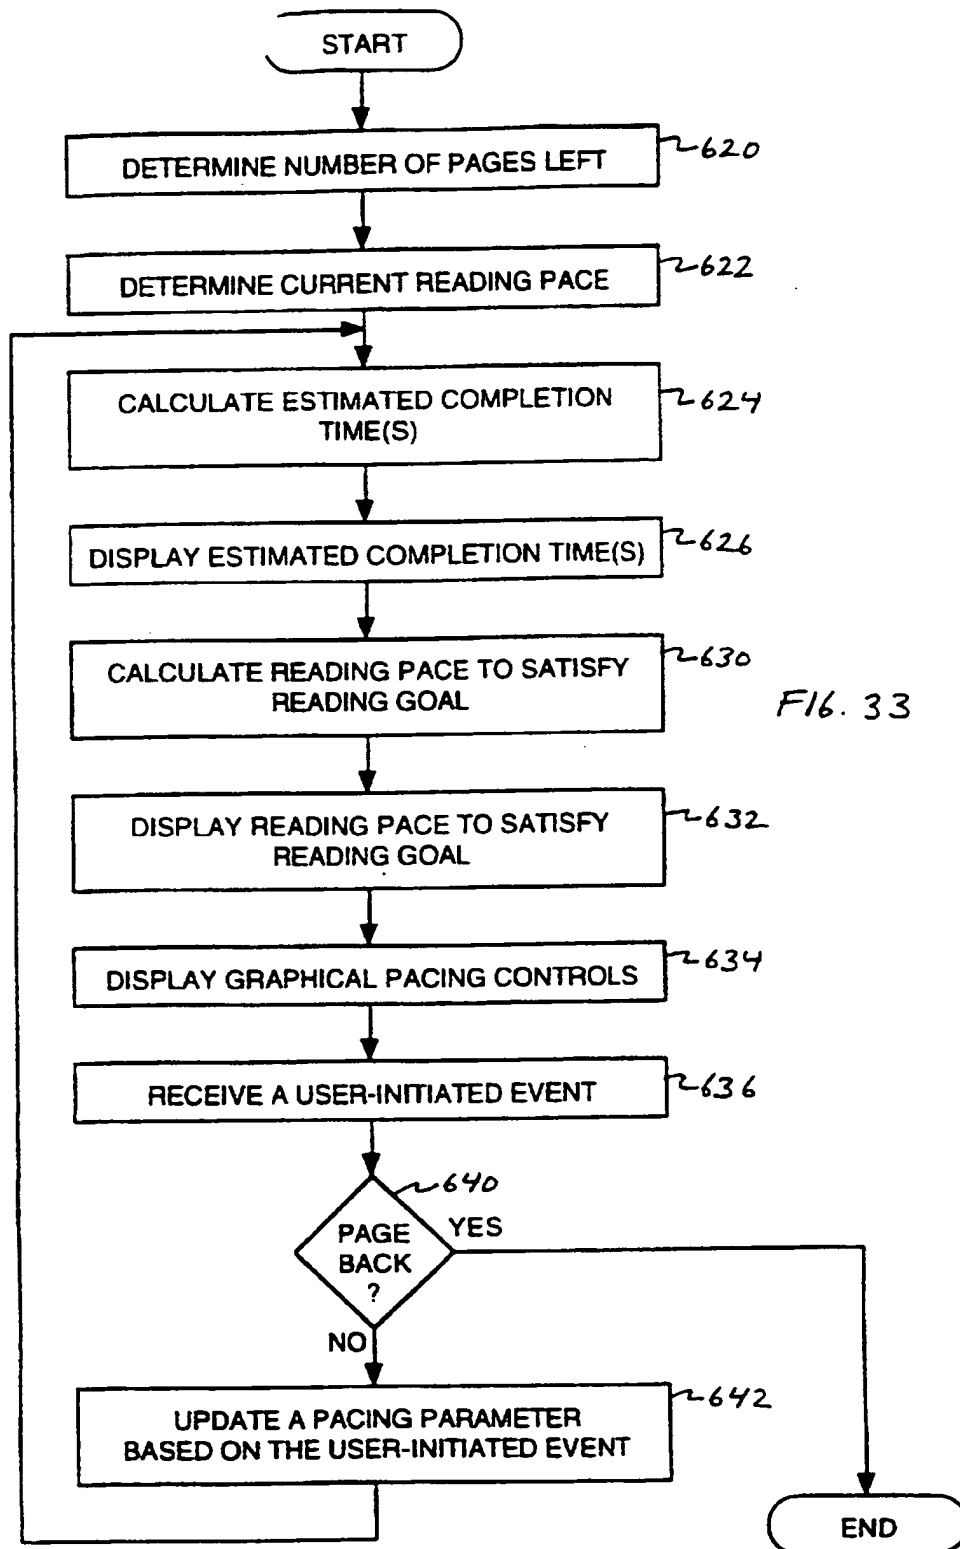 START
DETERMINE NUMBER OF PAGES LEFT
620
DETERMINE CURRENT READING PACE
622
CALCULATE ESTIMATED COMPLETION
TIME(S)
624
DISPLAY ESTIMATED COMPLETION TIME(S)
626
CALCULATE READING PACE TO SATISFY
READING GOAL
630
FIG. 33
DISPLAY READING PACE TO SATISFY
READING GOAL
632
DISPLAY GRAPHICAL PACING CONTROLS
634
RECEIVE A USER-INITIATED EVENT
636
640
PAGE
BACK
?
YES
NO
UPDATE A PACING PARAMETER
BASED ON THE USER-INITIATED EVENT
642
END